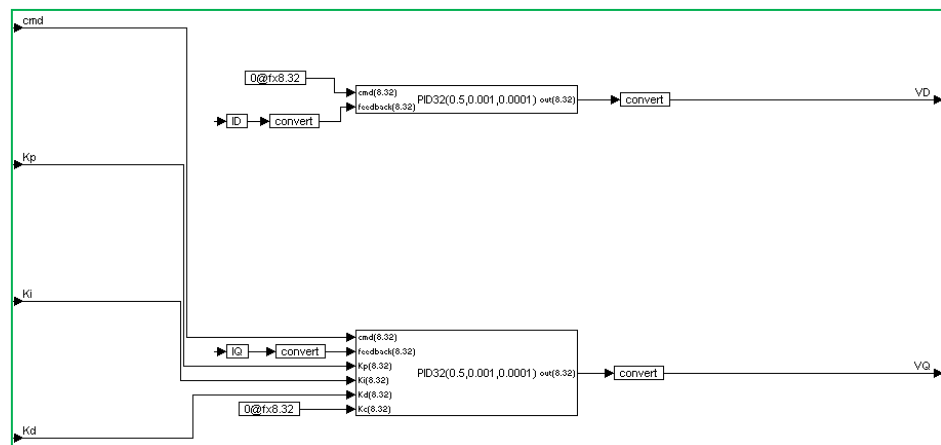 cmd
0@fx8.32
cmd(8.32)
PID32(0.5,0.001,0.0001) out(8.32)
feedback(8.32)
convert
VD
ID
convert
Kp
Ki
cmd(8.32)
IQ
convert
feedback(8.32)
Kp(8.32)
PID32(0.5,0.001,0.0001) out(8.32)
convert
VQ
Ki(8.32)
Kd(8.32)
0@fx8.32
Kc(8.32)
Kd